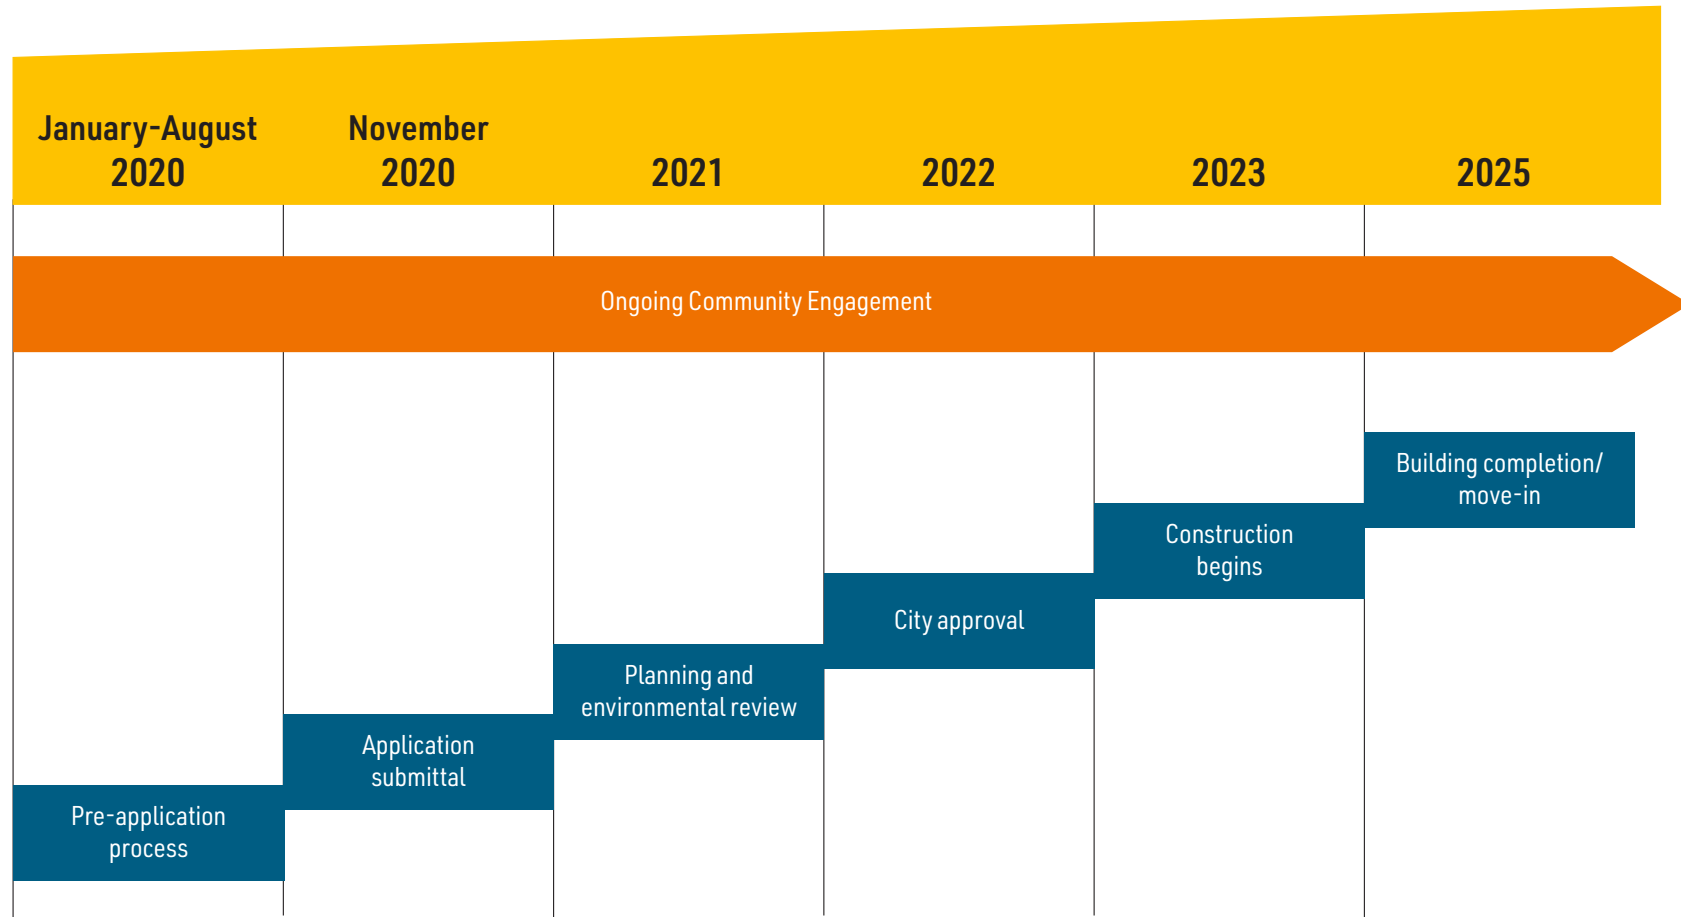 January-August
2020
November
2020
2021
2022
2023
2025
Ongoing Community Engagement
Building completion/
move-in
Construction
begins
City approval
Planning and
environmental review
Application
submittal
Pre-application
process